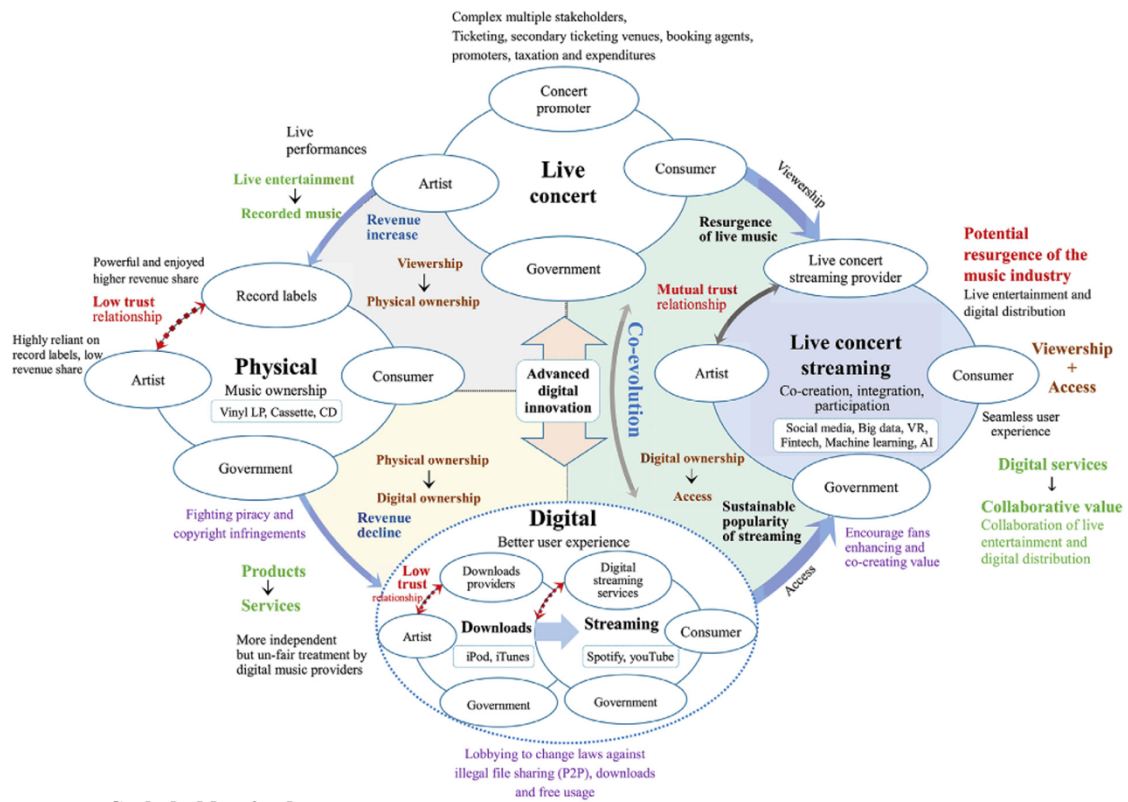 Complex multiple stakeholders,
Ticketing, secondary ticketing venues, booking agents,
promoters, taxation and expenditures
Concert
promoter
Live
performances
Artist
Live
concert
Consumer
Government
Viewership
Live entertainment
Recorded music
Revenue
increase
Viewership
Physical ownership
Resurgence
of live music
Powerful and enjoyed
higher revenue share
Record labels
Low trust
relationship
Highly reliant on
record labels, low
revenue share
Artist
Physical
Music ownership
Vinyl LP, Cassette, CD
Consumer
Government
Advanced
digital
innovation
Co-evolution
Mutual trust
relationship
Live concert
streaming provider
Potential
resurgence of the
music industry
Live entertainment and
digital distribution
Artist
Live concert
streaming
Co-creation, integration,
participation
Social media, Big data, VR,
Fintech, Machine learning, AI
Consumer
Viewership
+
Access
Seamless user
experience
Government
Digital services
Collaborative value
Collaboration of live
entertainment and
digital distribution
Encourage fans
enhancing and
co-creating value
Physical ownership
Digital ownership
Revenue
decline
Digital ownership
Access
Sustainable
popularity
of streaming
Access
Fighting piracy and
copyright infringements
Products
Services
More independent
but un-fair treatment by
digital music providers
Digital
Better user experience
Low
trust
relationship
Downloads
providers
Digital
streaming
services
Artist
Downloads
iPod, iTunes
Streaming
Spotify, youTube
Consumer
Government
Government
Lobbying to change laws against
illegal file sharing (P2P), downloads
and free usage